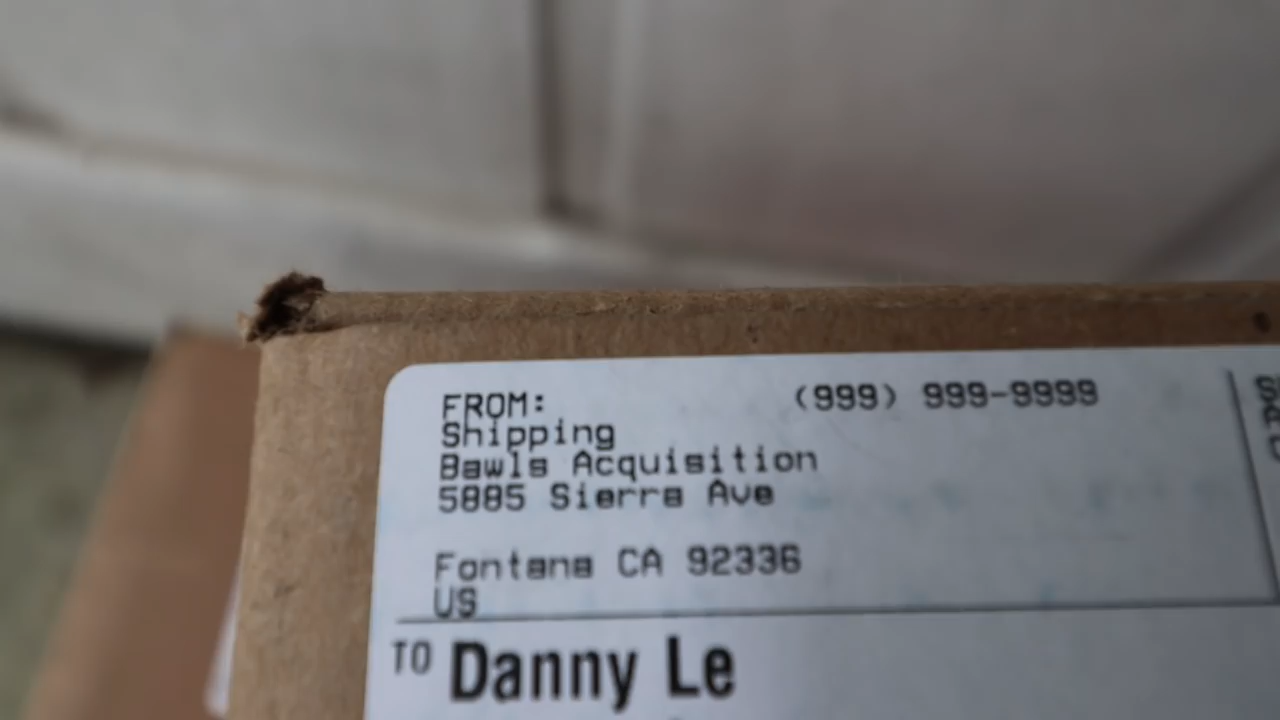 FROM: (999) 999-9999
Shipping
Bawls Acquisition
5885 Sierra Ave
Fontana CA 92336
US
TO Danny Le